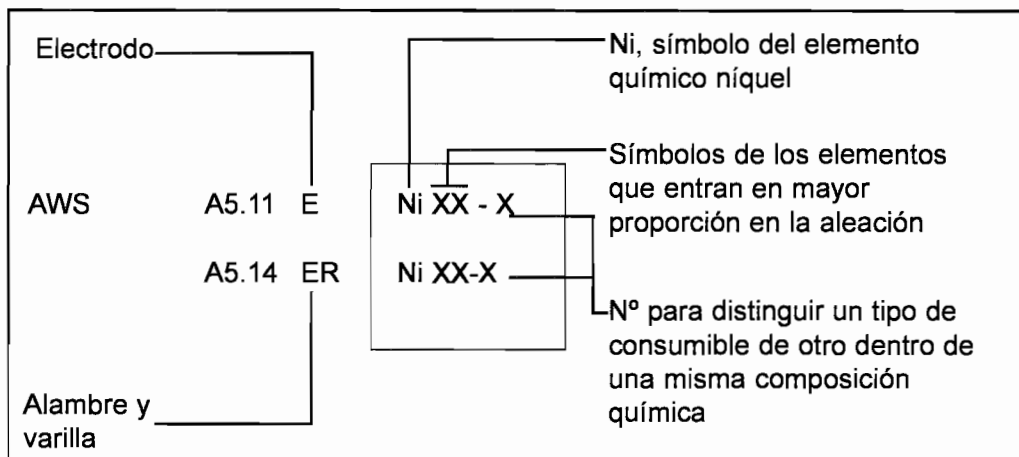 Electrodo
Ni, símbolo del elemento
químico níquel
Símbolos de los elementos
que entran en mayor
proporción en la aleación
AWS A5.11 E Ni XX - X
A5.14 ER Ni XX-X
Nº para distinguir un tipo de
consumible de otro dentro de
una misma composición
química
Alambre y
varilla